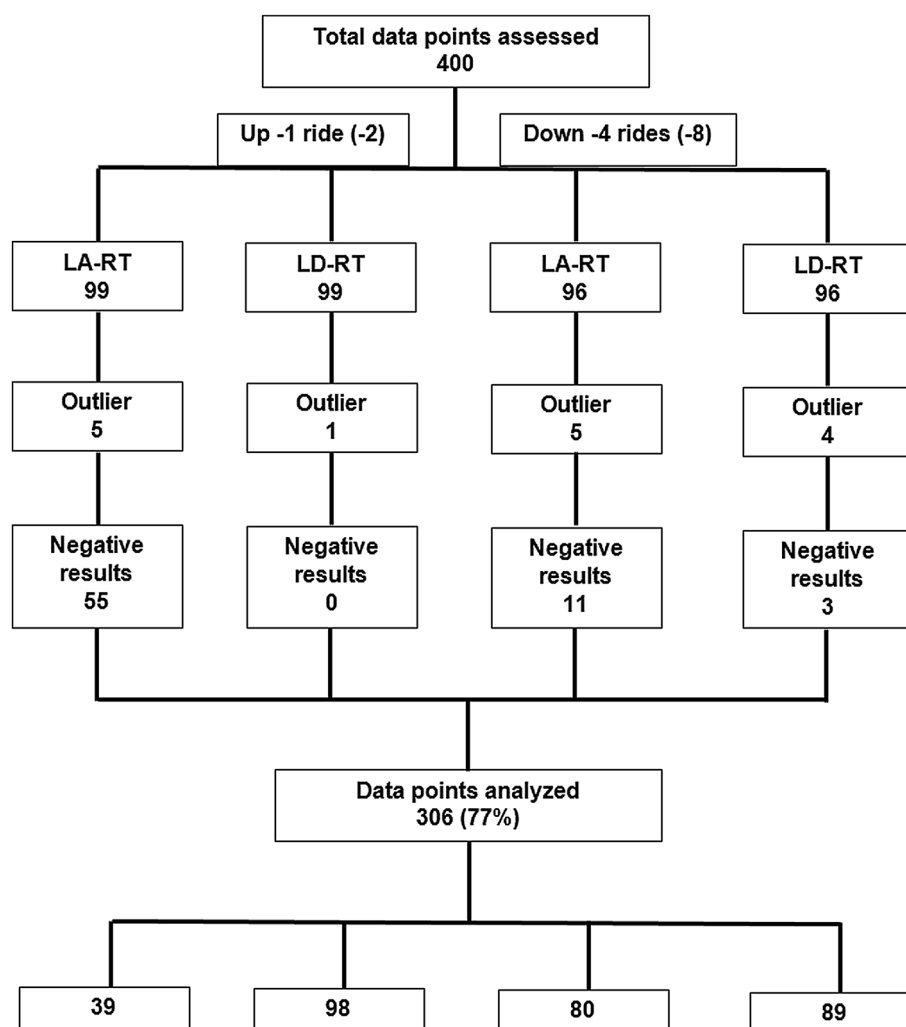 Total data points assessed
400
Up -1 ride (-2)
Down -4 rides (-8)
LA-RT
99
LD-RT
99
LA-RT
96
LD-RT
96
Outlier
5
Outlier
1
Outlier
5
Outlier
4
Negative
results
55
Negative
results
0
Negative
results
11
Negative
results
3
Data points analyzed
306 (77%)
39
98
80
89